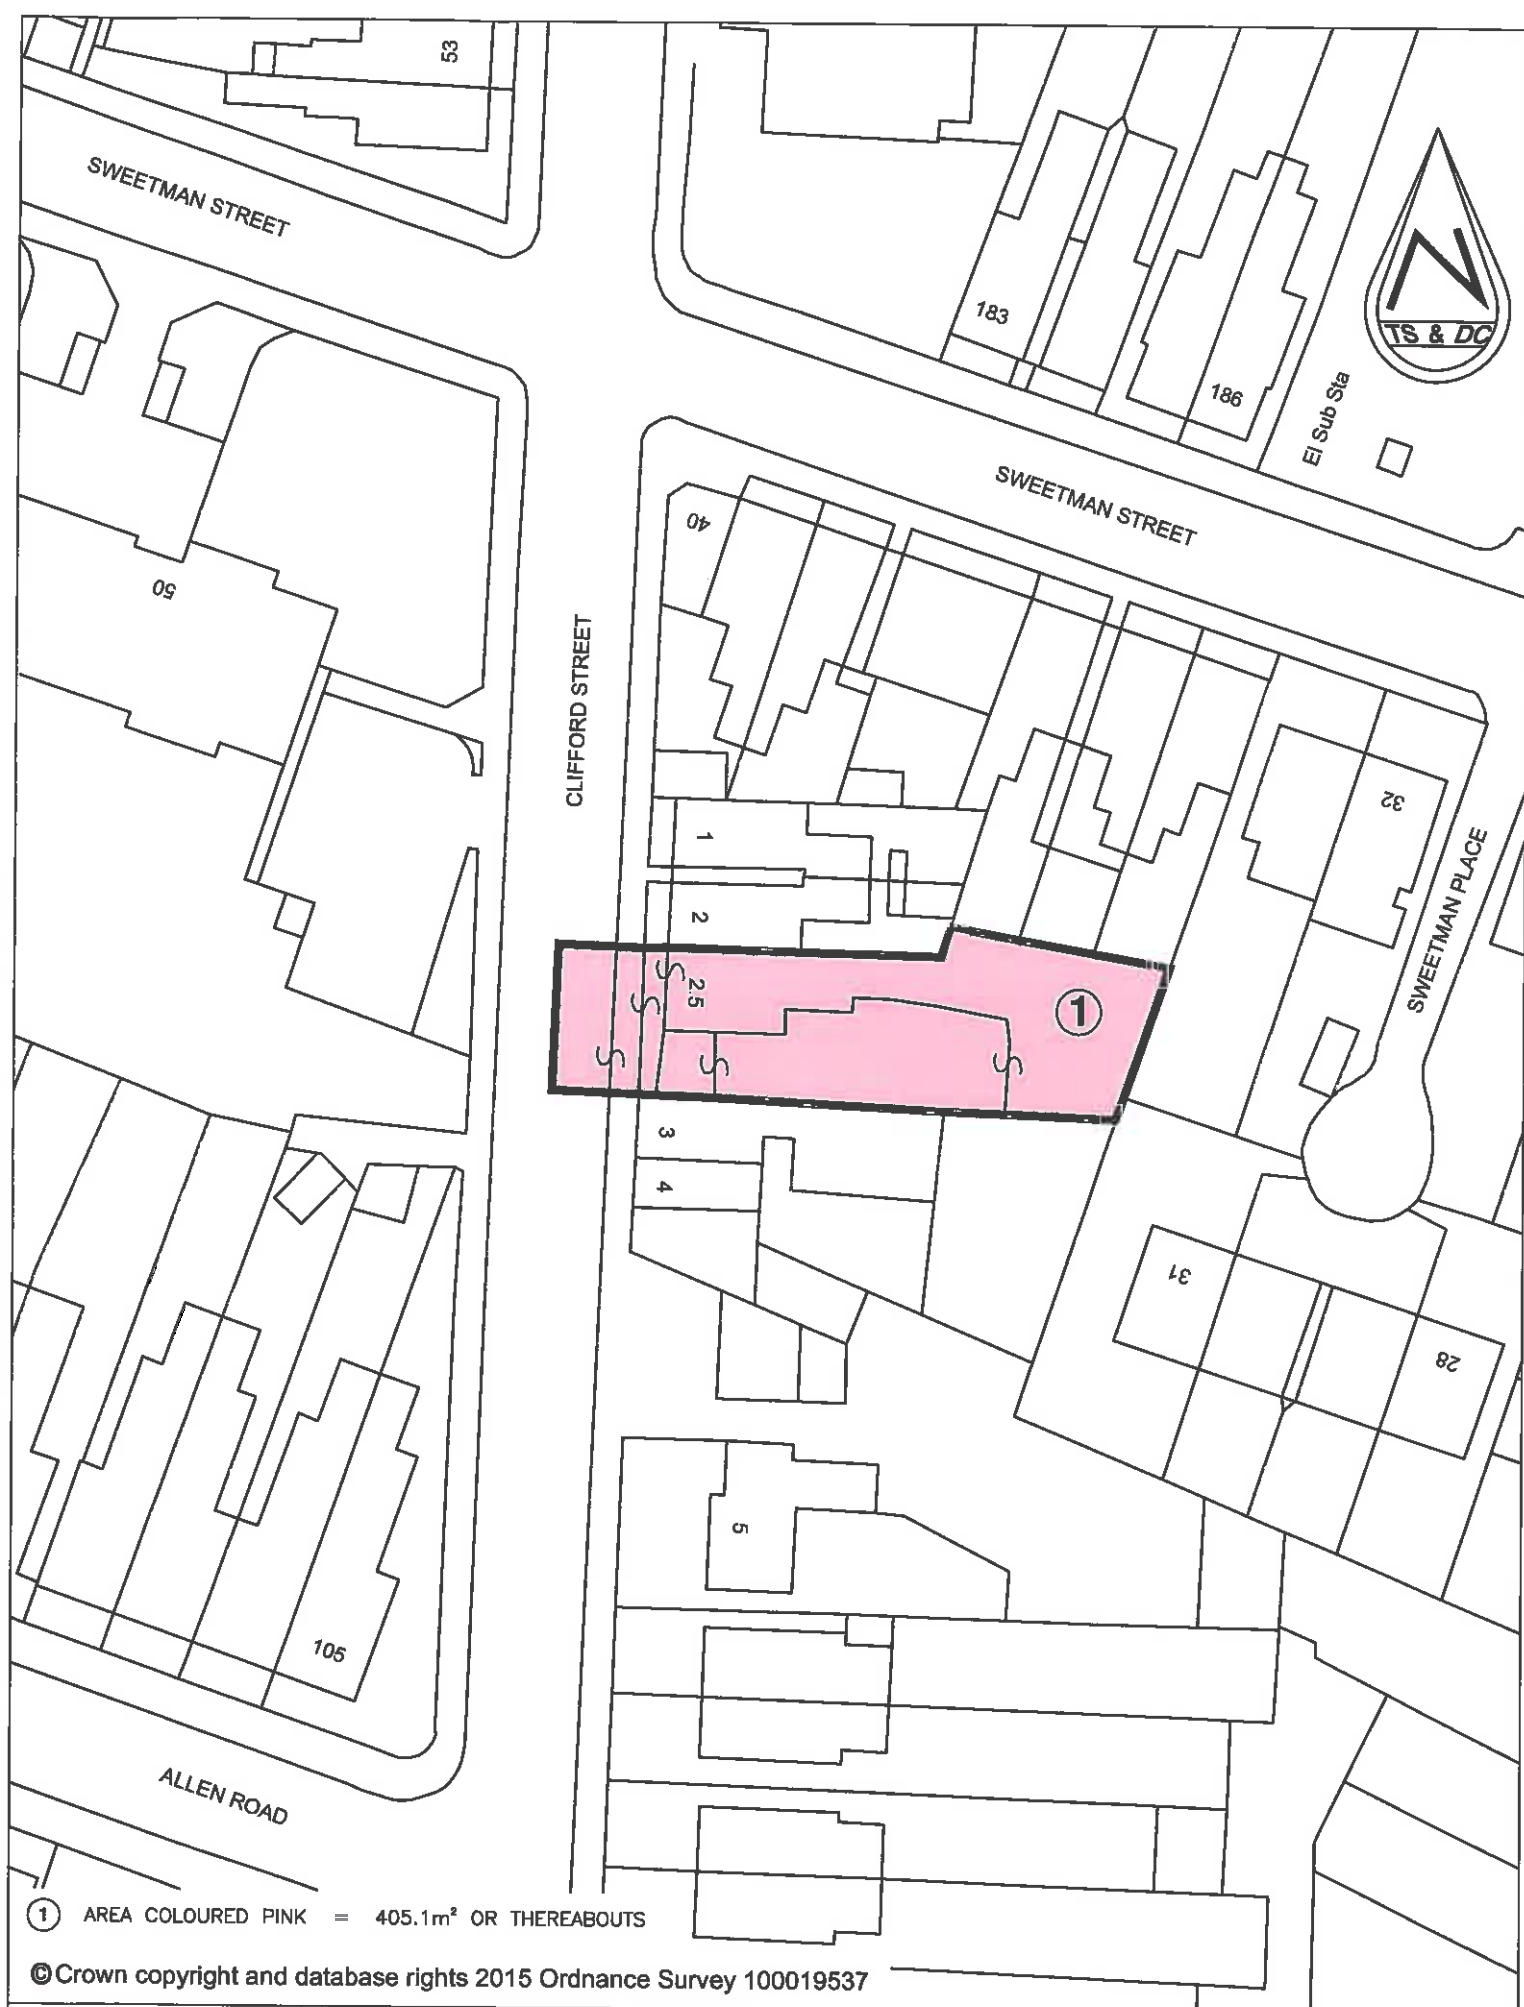 53
SWEETMAN STREET
183
186
El Sub Sta
N
TS & DC
SWEETMAN STREET
40
50
CLIFFORD STREET
32
SWEETMAN PLACE
1
2
2.5
1
3
4
31
28
5
105
ALLEN ROAD
1 AREA COLOURED PINK = 405.1m² OR THEREABOUTS
©Crown copyright and database rights 2015 Ordnance Survey 100019537